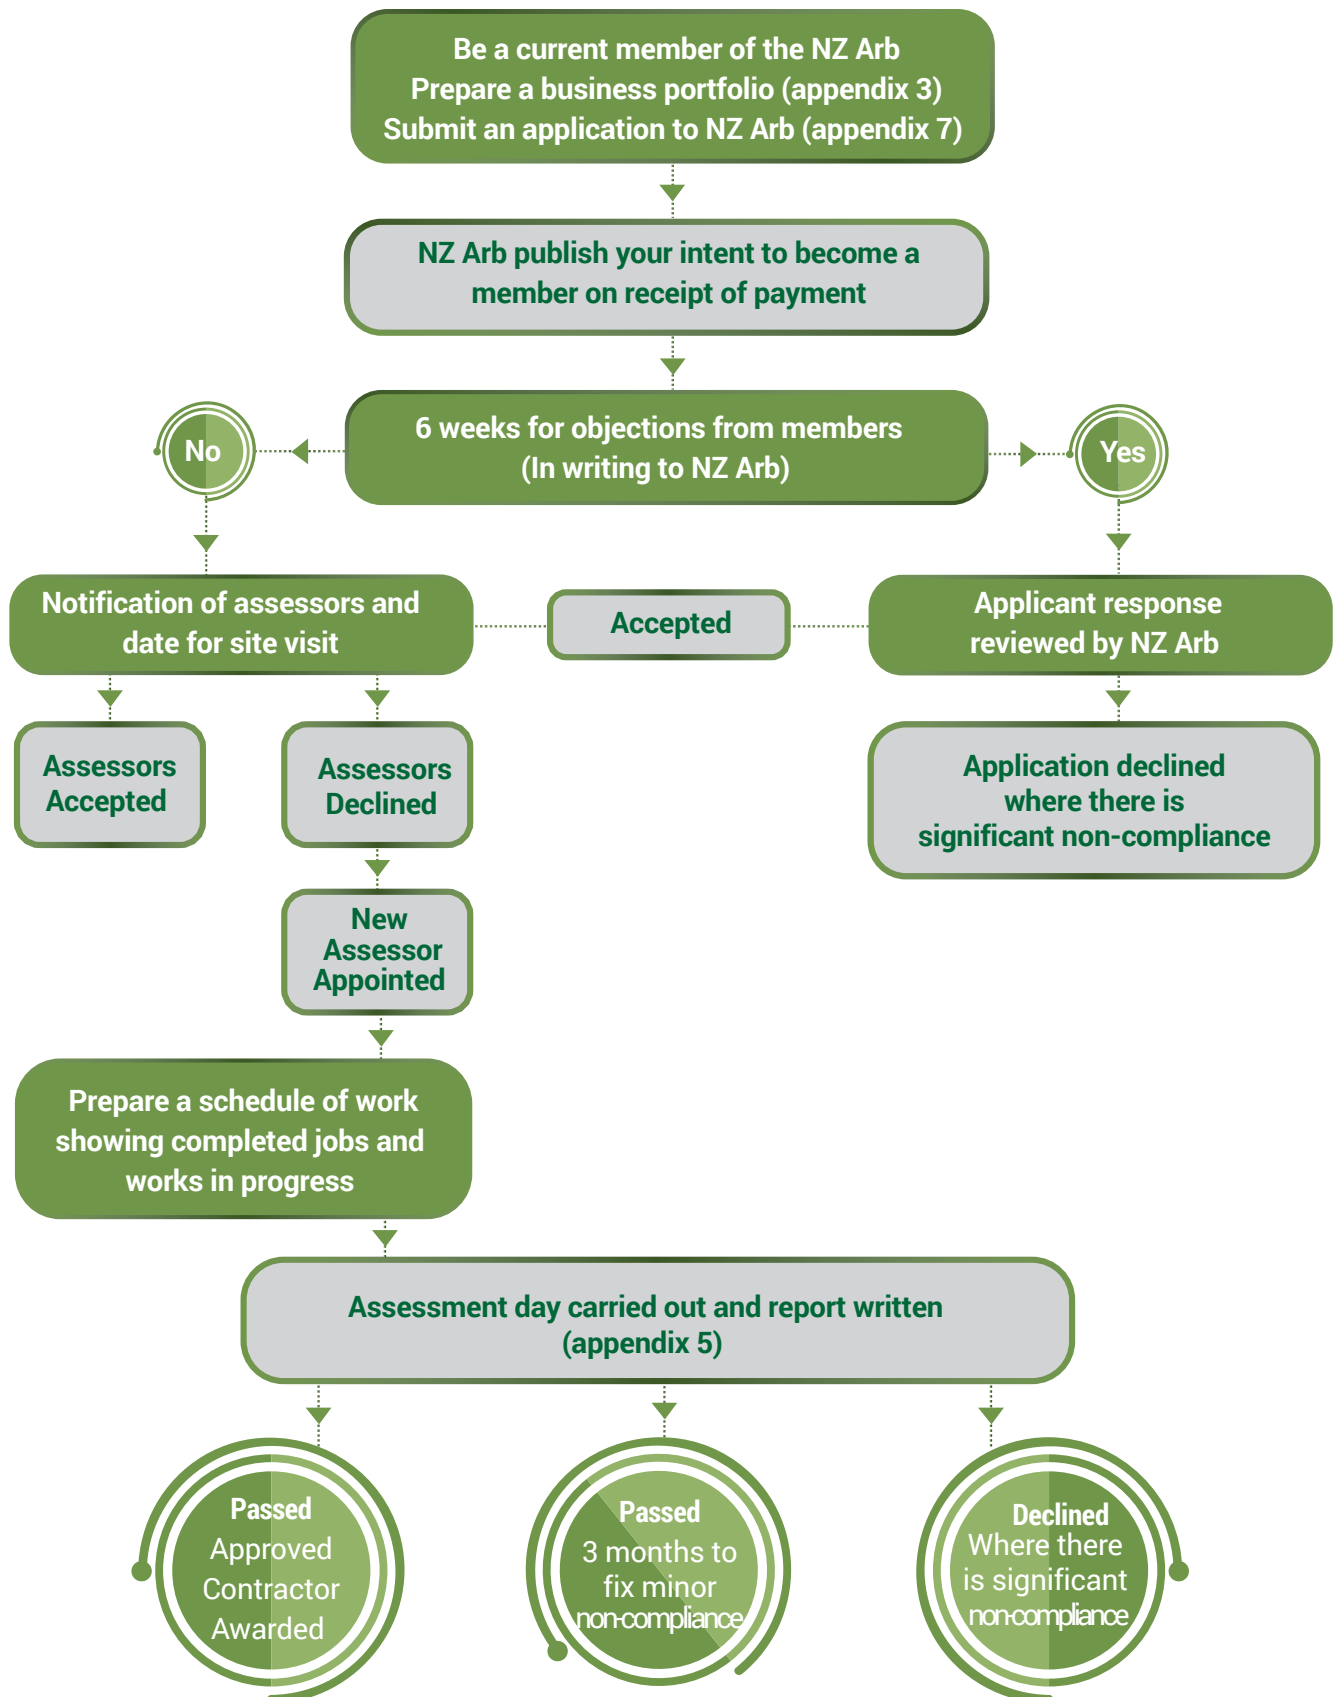 Be a current member of the NZ Arb
Prepare a business portfolio (appendix 3)
Submit an application to NZ Arb (appendix 7)
NZ Arb publish your intent to become a
member on receipt of payment
No
6 weeks for objections from members
(In writing to NZ Arb)
Yes
Notification of assessors and
date for site visit
Accepted
Applicant response
reviewed by NZ Arb
Assessors
Accepted
Assessors
Declined
Application declined
where there is
significant non-compliance
New
Assessor
Appointed
Prepare a schedule of work
showing completed jobs and
works in progress
Assessment day carried out and report written
(appendix 5)
Passed
Approved
Contractor
Awarded
Passed
3 months to
fix minor
non-compliance
Declined
Where there
is significant
non-compliance